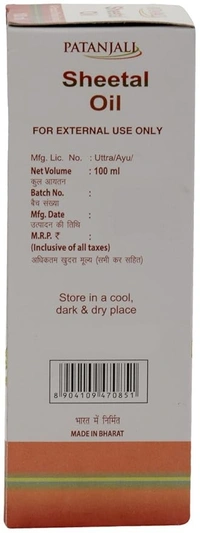 PATANJALI
Sheetal
Oil
FOR EXTERNAL USE ONLY
Mfg. Lic. No. : Uttra/Ayu/
Net Volume : 100 ml
कुल आयतन
Batch No. :
बैच संख्या
Mfg. Date :
उत्पादन की तिथि
M.R.P. ₹ :
(Inclusive of all taxes)
अधिकतम खुदरा मूल्य (सभी कर सहित)
Store in a cool,
dark & dry place
8 904109 470851
भारत में निर्मित
MADE IN BHARAT